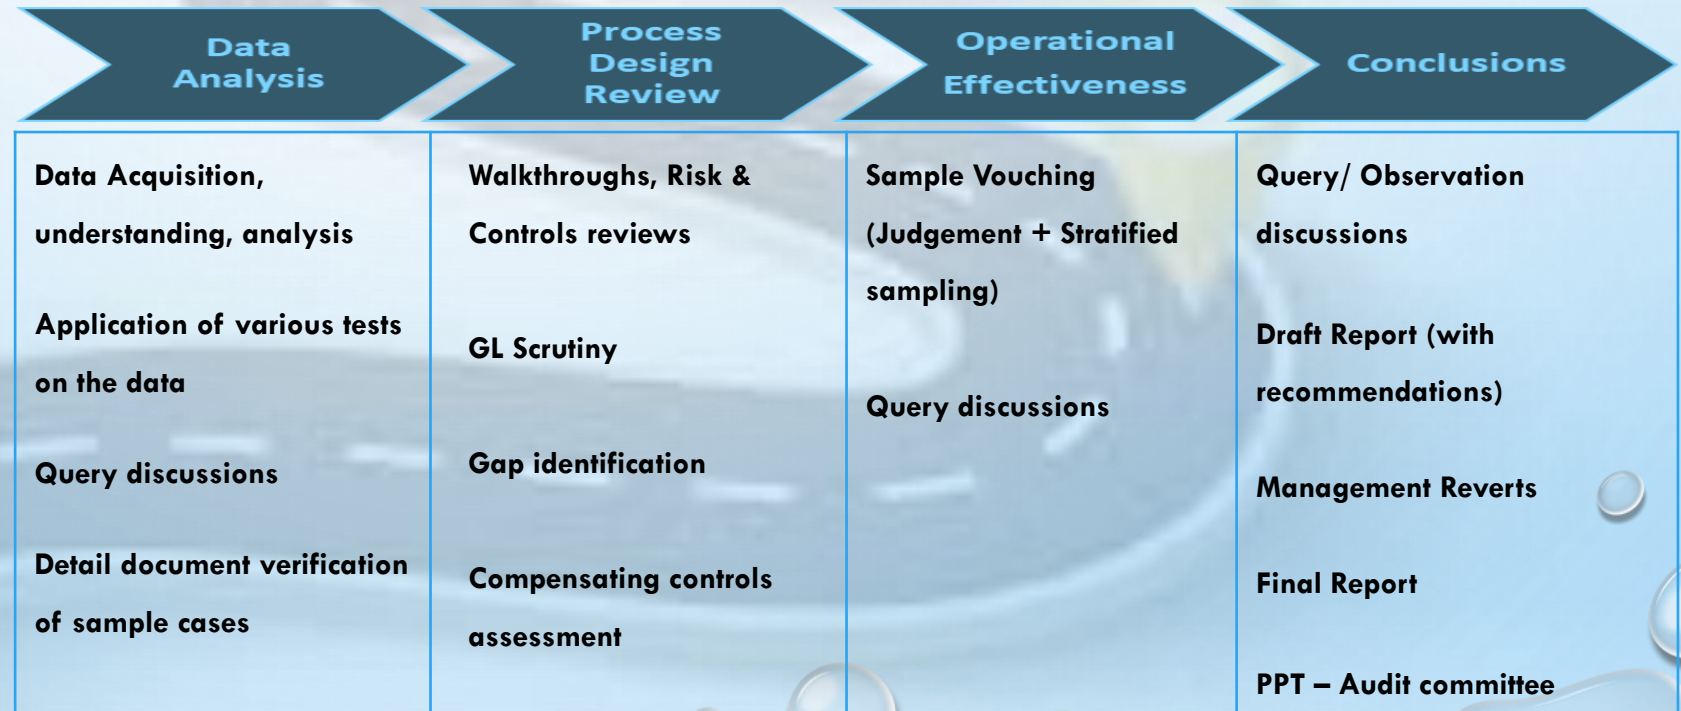 Data
Analysis
Process
Design
Review
Operational
Effectiveness
Conclusions
Data Acquisition,
understanding, analysis
Application of various tests
on the data
Query discussions
Detail document verification
of sample cases
Walkthroughs, Risk &
Controls reviews
GL Scrutiny
Gap identification
Compensating controls
assessment
Sample Vouching
(Judgement + Stratified
sampling)
Query discussions
Query/ Observation
discussions
Draft Report (with
recommendations)
Management Reverts
Final Report
PPT – Audit committee